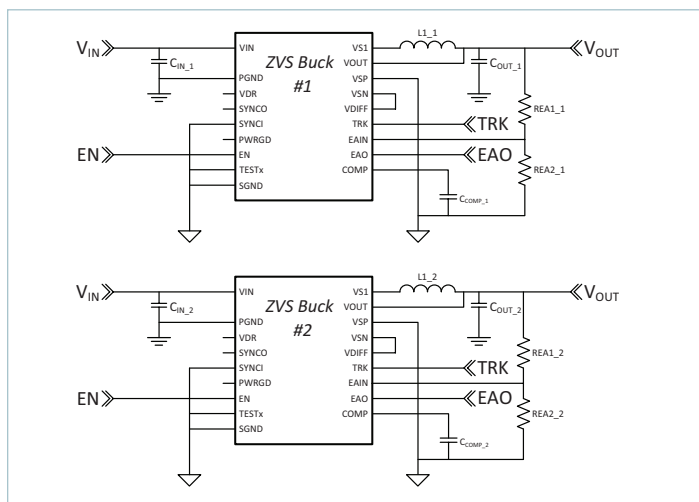 VIN
CIN_1
VIN
PGND
VDR
SYNCO
SYNCI
PWRGD
EN
EN
TESTx
SGND
ZVS Buck
#1
VS1
VOUT
VSP
VSN
VDIFF
TRK
EAIN
EAO
COMP
L1_1
COUT_1
VOUT
REA1_1
TRK
EAO
REA2_1
CCOMP_1
VIN
CIN_2
VIN
PGND
VDR
SYNCO
SYNCI
PWRGD
EN
EN
TESTx
SGND
ZVS Buck
#2
VS1
VOUT
VSP
VSN
VDIFF
TRK
EAIN
EAO
COMP
L1_2
COUT_2
VOUT
REA1_2
TRK
EAO
REA2_2
CCOMP_2